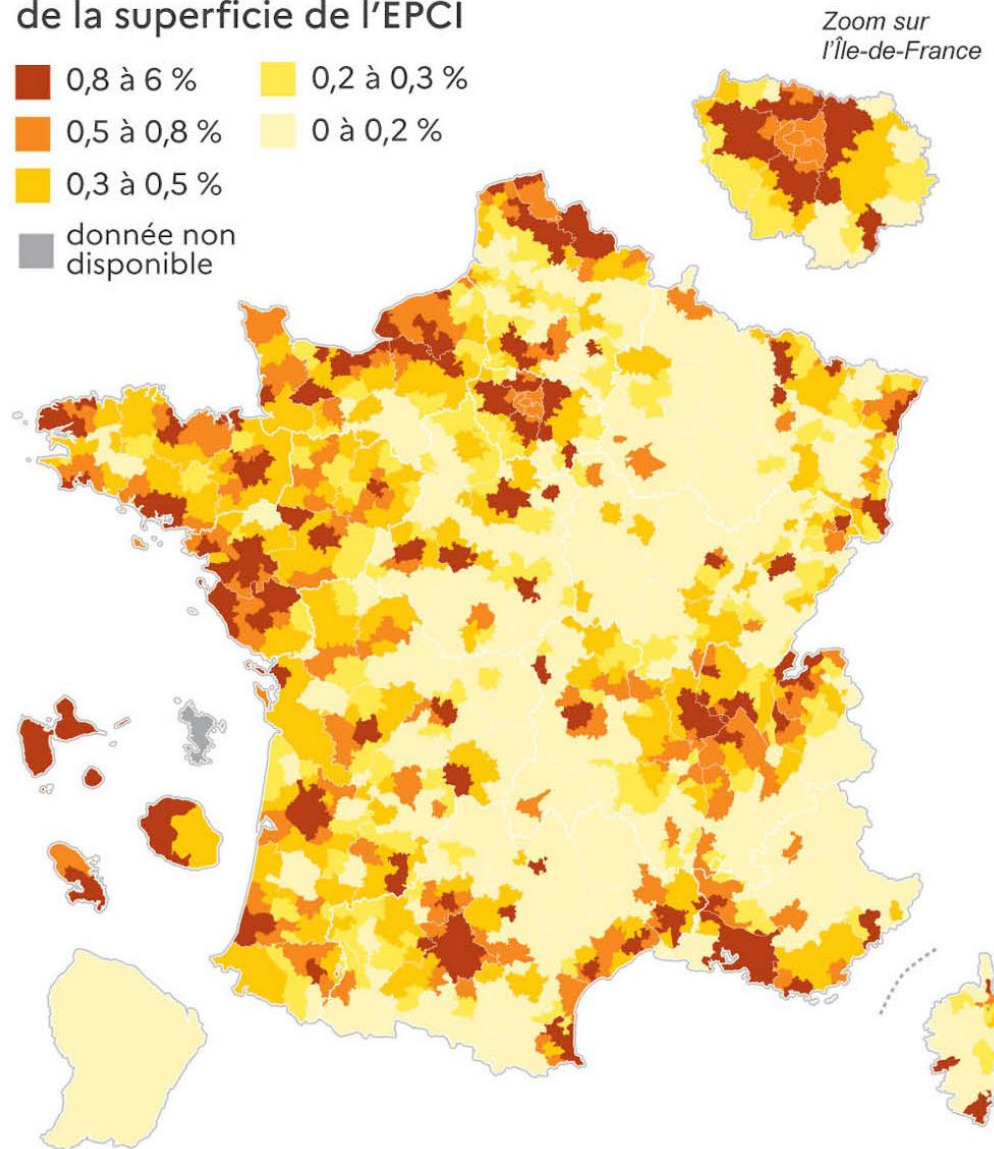 de la superficie de l'EPCI
0,8 à 6 %
0,5 à 0,8 %
0,3 à 0,5 %
donnée non
disponible
0,2 à 0,3 %
0 à 0,2 %
Zoom sur
l'Île-de-France